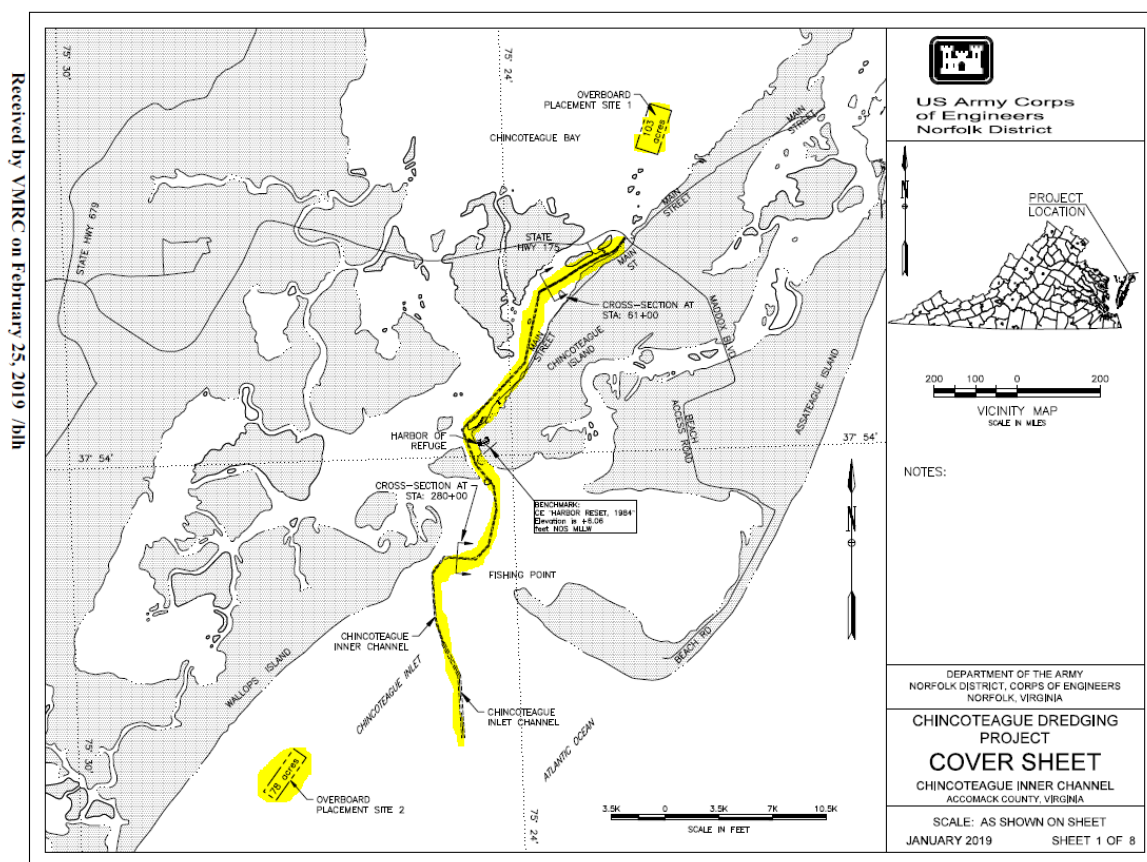 Received by VMRC on February 25, 2019 /blh
75°
30'
75°
24'
OVERBOARD
PLACEMENT SITE 1
103
acres
CHINCOTEAGUE BAY
MAIN
STREET
MAIN
STREET
STATE HWY 679
STATE
HWY 175
MAIN
ST
CROSS-SECTION AT
STA: 61+00
MADDOX BLVD
MAIN
STREET
CHINCOTEAGUE
ISLAND
ASSATEAGUE ISLAND
BEACH
ACCESS ROAD
HARBOR OF
REFUGE
37° 54'
37° 54'
CROSS-SECTION AT
STA: 280+00
BENCHMARK:
CE "HARBOR RESET, 1984"
Elevation is +6.06
feet NOS MLLW
FISHING POINT
CHINCOTEAGUE
INNER CHANNEL
BEACH RD
WALLOPS ISLAND
CHINCOTEAGUE INLET
CHINCOTEAGUE
INLET CHANNEL
ATLANTIC OCEAN
75°
30'
178 acres
OVERBOARD
PLACEMENT SITE 2
75°
24'
3.5K 0 3.5K 7K 10.5K
SCALE IN FEET
US Army Corps
of Engineers
Norfolk District
N
PROJECT
LOCATION
200 100 0 200
VICINITY MAP
SCALE IN MILES
NOTES:
N
DEPARTMENT OF THE ARMY
NORFOLK DISTRICT, CORPS OF ENGINEERS
NORFOLK, VIRGINIA
CHINCOTEAGUE DREDGING
PROJECT
COVER SHEET
CHINCOTEAGUE INNER CHANNEL
ACCOMACK COUNTY, VIRGINIA
SCALE: AS SHOWN ON SHEET
JANUARY 2019 SHEET 1 OF 8